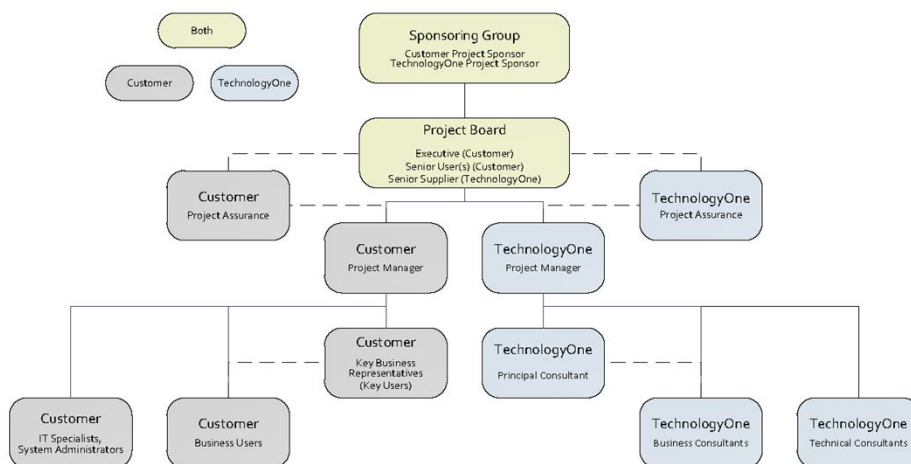 Both
Customer
TechnologyOne
Sponsoring Group
Customer Project Sponsor
TechnologyOne Project Sponsor
Project Board
Executive (Customer)
Senior User(s) (Customer)
Senior Supplier (TechnologyOne)
Customer
Project Assurance
TechnologyOne
Project Assurance
Customer
Project Manager
TechnologyOne
Project Manager
Customer
Key Business
Representatives
(Key Users)
TechnologyOne
Principal Consultant
Customer
IT Specialists,
System Administrators
Customer
Business Users
TechnologyOne
Business Consultants
TechnologyOne
Technical Consultants